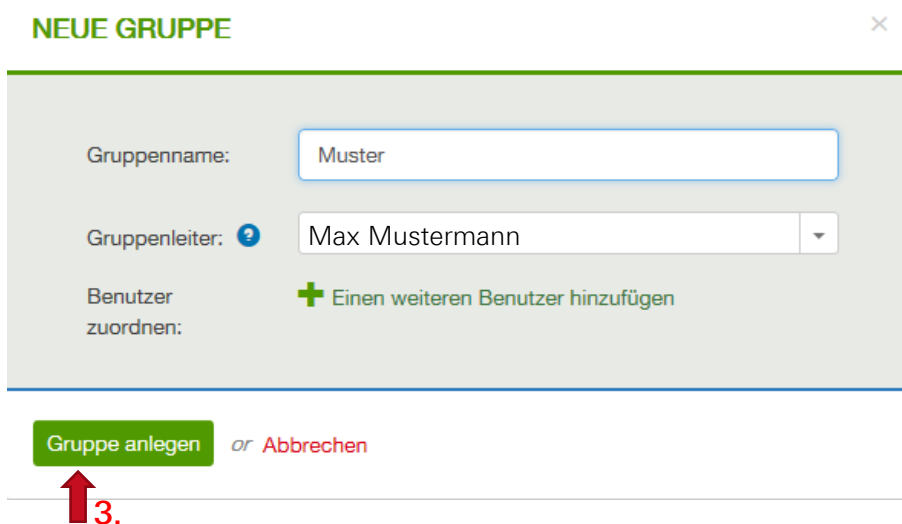 NEUE GRUPPE ×
Gruppenname: Muster
Gruppenleiter: ? Max Mustermann
Benutzer zuordnen: + Einen weiteren Benutzer hinzufügen
Gruppe anlegen or Abbrechen
3.